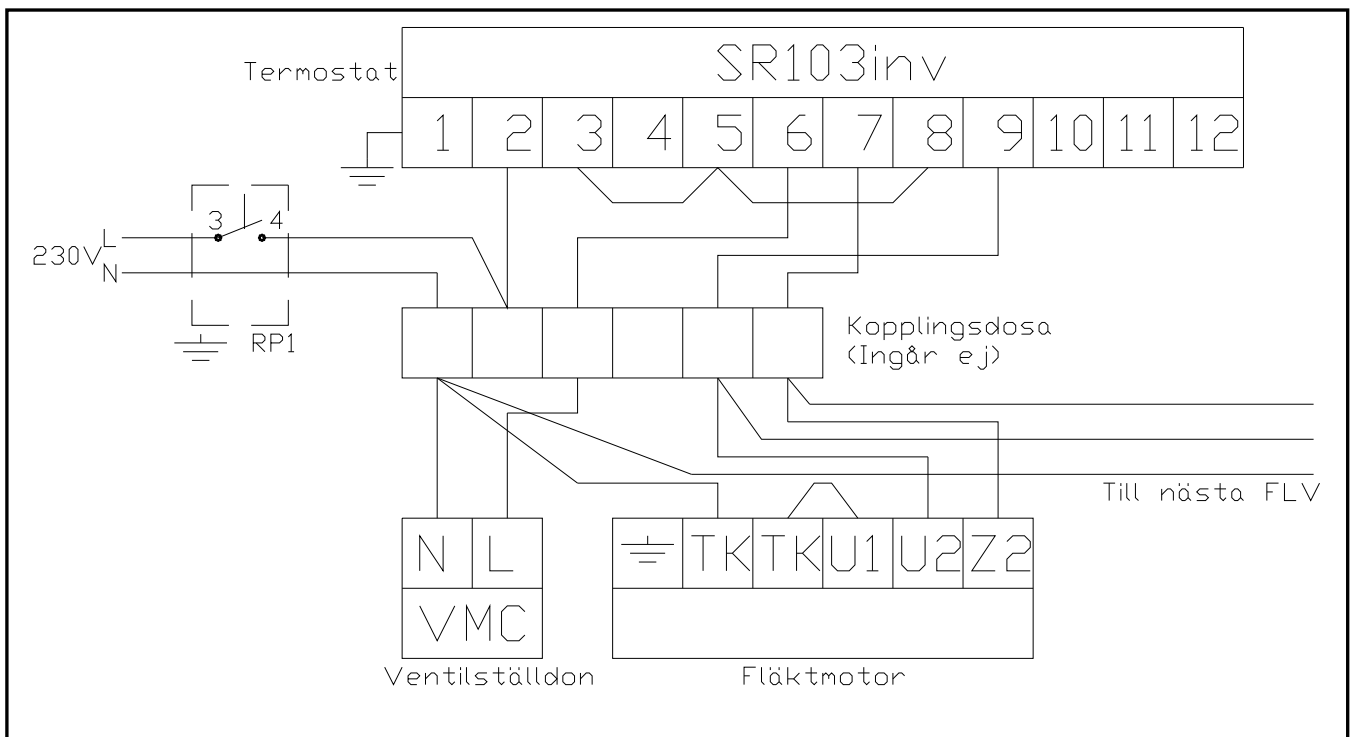 SR103inv
Termostat
1 2 3 4 5 6 7 8 9 10 11 12
3 4
L
230V
N
RP1
Kopplingsdosa
(Ingår ej)
Till nästa FLV
N L
TK TK U1 U2 Z2
VMC
Ventilställdon
Fläktmotor